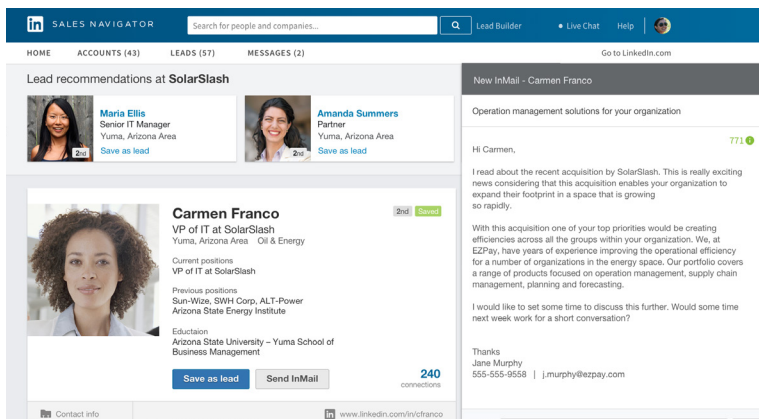 in SALES NAVIGATOR
Search for people and companies...
Lead Builder
Live Chat
Help
HOME
ACCOUNTS (43)
LEADS (57)
MESSAGES (2)
Go to LinkedIn.com
Lead recommendations at SolarSlash
Maria Ellis
Senior IT Manager
Yuma, Arizona Area
Save as lead
2nd
Amanda Summers
Partner
Yuma, Arizona Area
Save as lead
2nd
Carmen Franco
2nd Saved
VP of IT at SolarSlash
Yuma, Arizona Area Oil & Energy
Current positions
VP of IT at SolarSlash
Previous positions
Sun-Wize, SWH Corp, ALT-Power
Arizona State Energy Institute
Eductaion
Arizona State University – Yuma School of
Business Management
Save as lead
Send InMail
240
connections
Contact info
in www.linkedin.com/in/cfranco
New InMail - Carmen Franco
Operation management solutions for your organization
771
Hi Carmen,
I read about the recent acquisition by SolarSlash. This is really exciting
news considering that this acquisition enables your organization to
expand their footprint in a space that is growing
so rapidly.
With this acquisition one of your top priorities would be creating
efficiencies across all the groups within your organization. We, at
EZPay, have years of experience improving the operational efficiency
for a number of organizations in the energy space. Our portfolio covers
a range of products focused on operation management, supply chain
management, planning and forecasting.
I would like to set some time to discuss this further. Would some time
next week work for a short conversation?
Thanks
Jane Murphy
555-555-9558 | j.murphy@ezpay.com